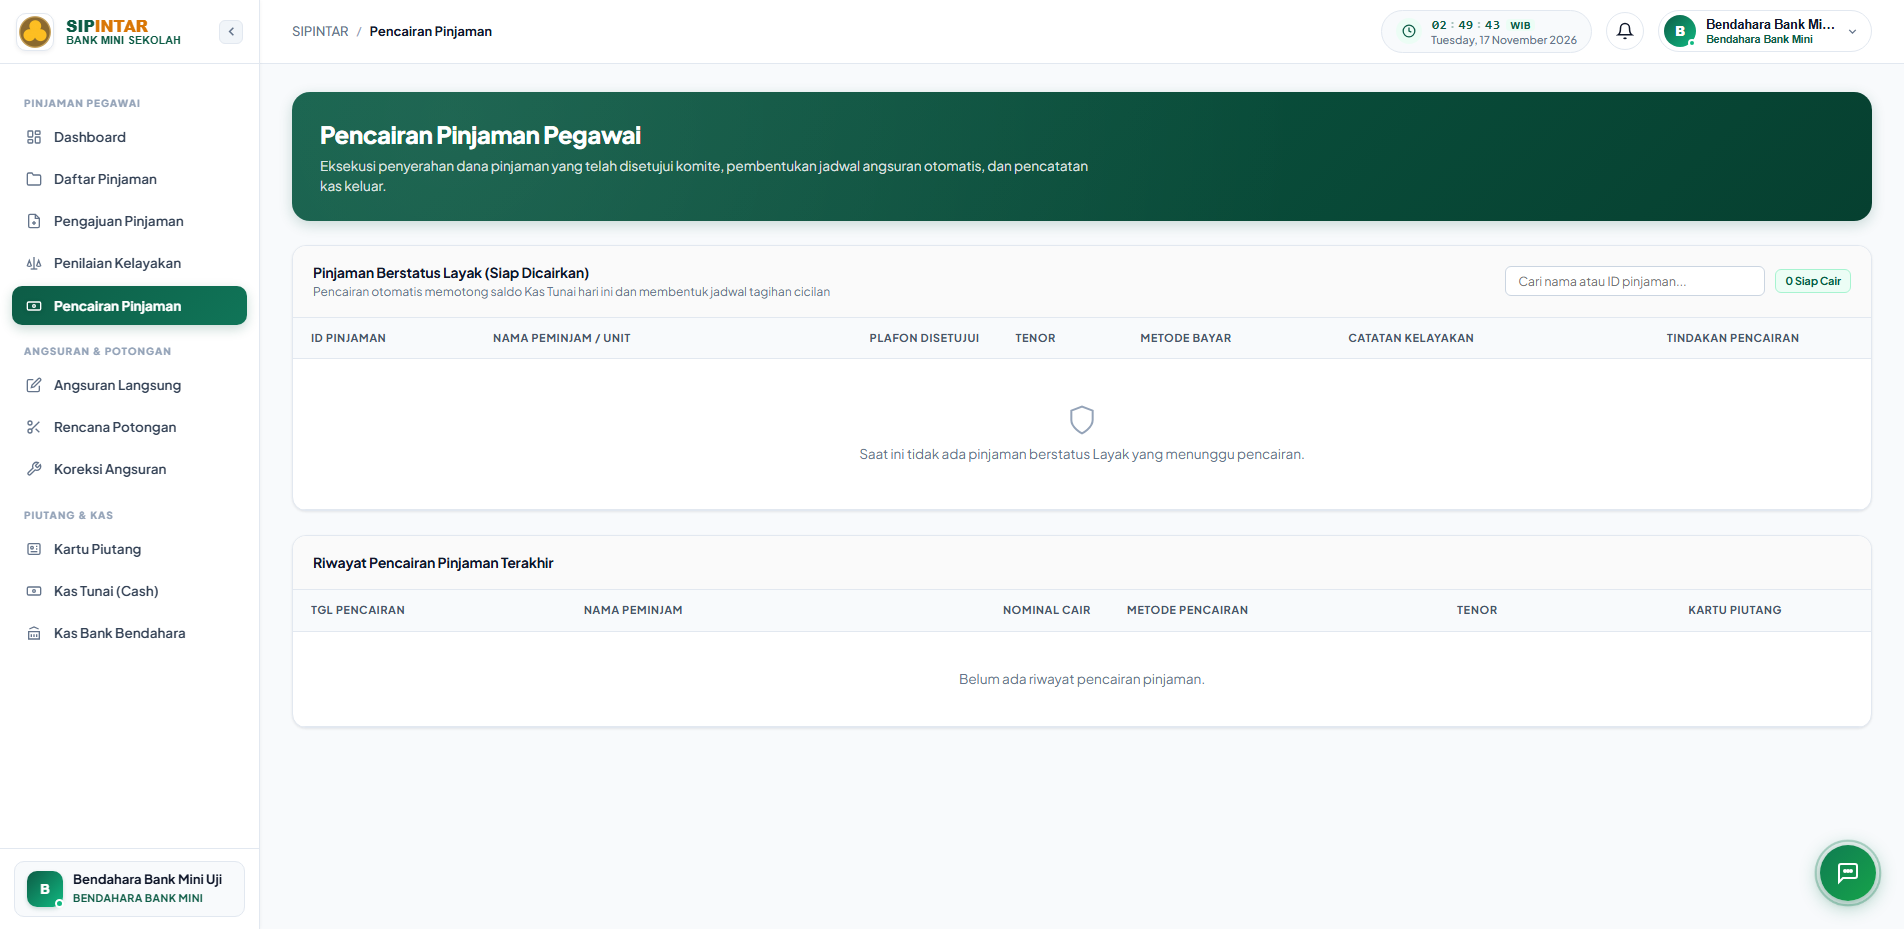 SIPINTAR
BANK MINI SEKOLAH
SIPINTAR / Pencairan Pinjaman
02 : 49 : 43 WIB
Tuesday, 17 November 2026
B
Bendahara Bank Mi...
Bendahara Bank Mini
PINJAMAN PEGAWAI
Dashboard
Daftar Pinjaman
Pengajuan Pinjaman
Penilaian Kelayakan
Pencairan Pinjaman
ANGSURAN & POTONGAN
Angsuran Langsung
Rencana Potongan
Koreksi Angsuran
PIUTANG & KAS
Kartu Piutang
Kas Tunai (Cash)
Kas Bank Bendahara
B
Bendahara Bank Mini Uji
BENDAHARA BANK MINI
Pencairan Pinjaman Pegawai
Eksekusi penyerahan dana pinjaman yang telah disetujui komite, pembentukan jadwal angsuran otomatis, dan pencatatan
kas keluar.
Pinjaman Berstatus Layak (Siap Dicairkan)
Pencairan otomatis memotong saldo Kas Tunai hari ini dan membentuk jadwal tagihan cicilan
Cari nama atau ID pinjaman...
0 Siap Cair
ID PINJAMAN NAMA PEMINJAM / UNIT PLAFON DISETUJUI TENOR METODE BAYAR CATATAN KELAYAKAN TINDAKAN PENCAIRAN
Saat ini tidak ada pinjaman berstatus Layak yang menunggu pencairan.
Riwayat Pencairan Pinjaman Terakhir
TGL PENCAIRAN NAMA PEMINJAM NOMINAL CAIR METODE PENCAIRAN TENOR KARTU PIUTANG
Belum ada riwayat pencairan pinjaman.